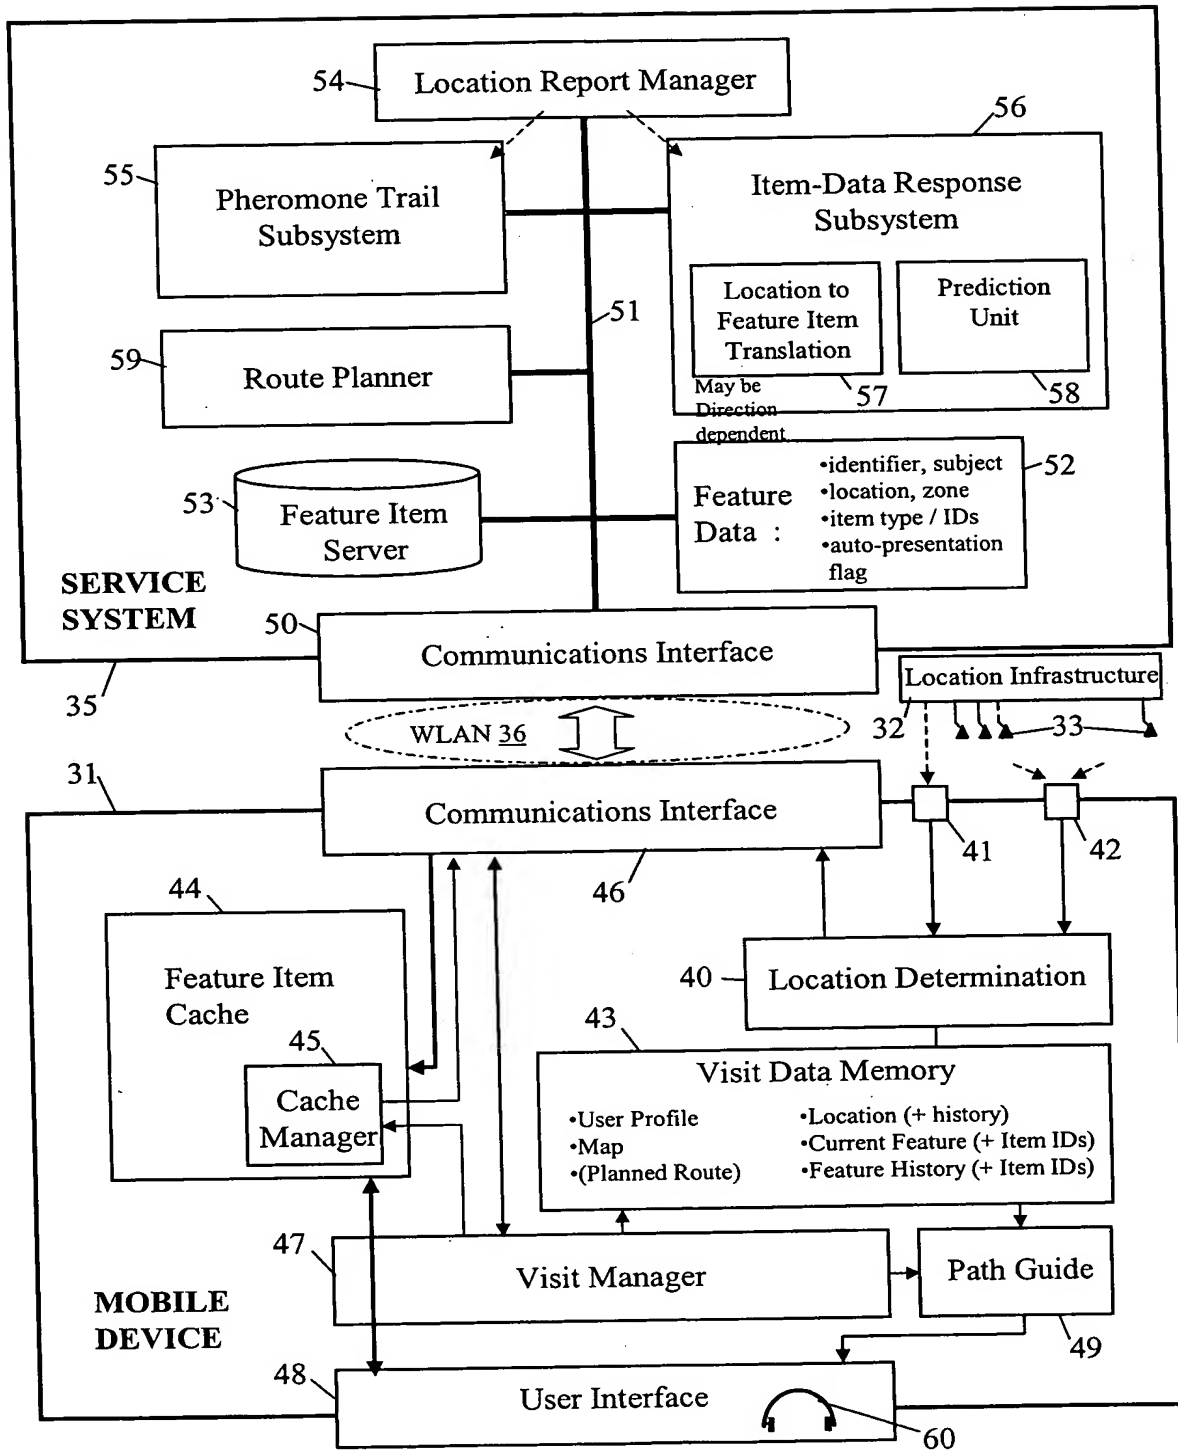 54
Location Report Manager
56
55
Pheromone Trail
Subsystem
Item-Data Response
Subsystem
Location to
Feature Item
Translation
Prediction
Unit
51
59
Route Planner
57
58
May be
Direction
dependent
53
Feature Item
Server
Feature
Data :
•identifier, subject
•location, zone
•item type / IDs
•auto-presentation
flag
52
SERVICE
SYSTEM
50
Communications Interface
35
Location Infrastructure
WLAN 36
32
33
31
Communications Interface
41
42
46
44
Feature Item
Cache
40
Location Determination
45
Cache
Manager
43
Visit Data Memory
•User Profile
•Map
•(Planned Route)
•Location (+ history)
•Current Feature (+ Item IDs)
•Feature History (+ Item IDs)
47
Visit Manager
Path Guide
MOBILE
DEVICE
49
48
User Interface
60